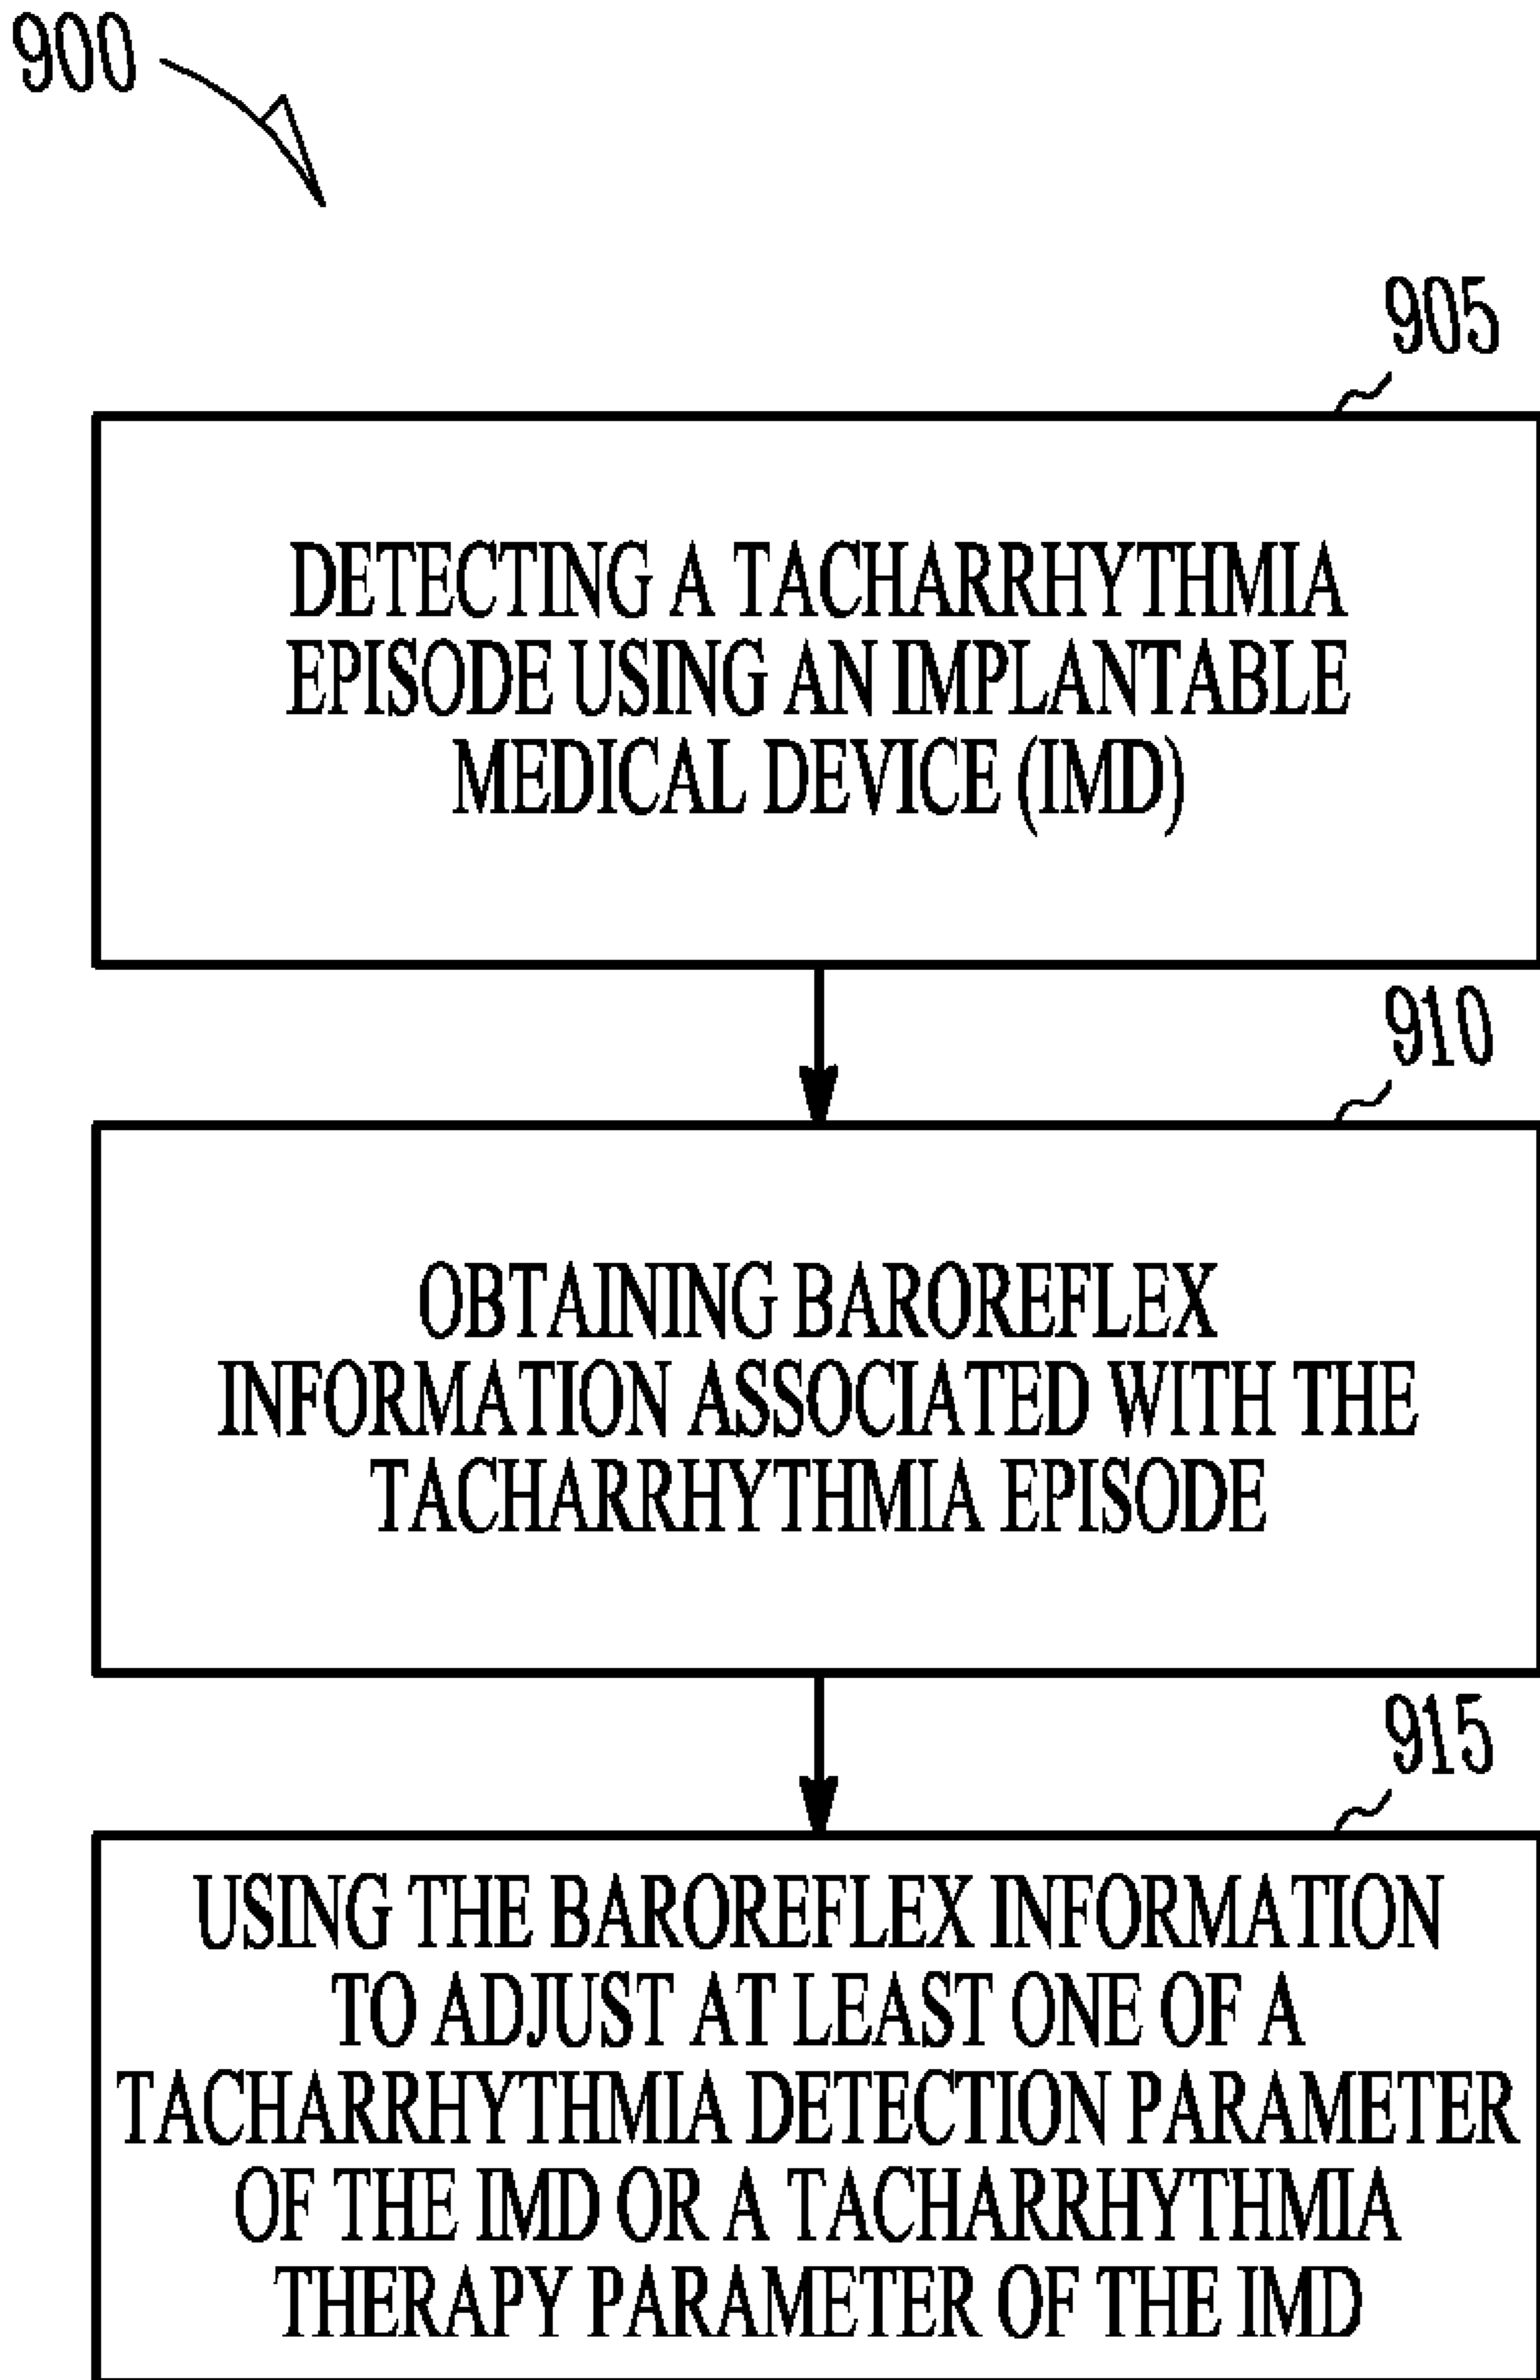 900
905
DETECTING A TACHARRHYTHMIA
EPISODE USING AN IMPLANTABLE
MEDICAL DEVICE (IMD)
910
OBTAINING BAROREFLEX
INFORMATION ASSOCIATED WITH THE
TACHARRHYTHMIA EPISODE
915
USING THE BAROREFLEX INFORMATION
TO ADJUST AT LEAST ONE OF A
TACHARRHYTHMIA DETECTION PARAMETER
OF THE IMD OR A TACHARRHYTHMIA
THERAPY PARAMETER OF THE IMD